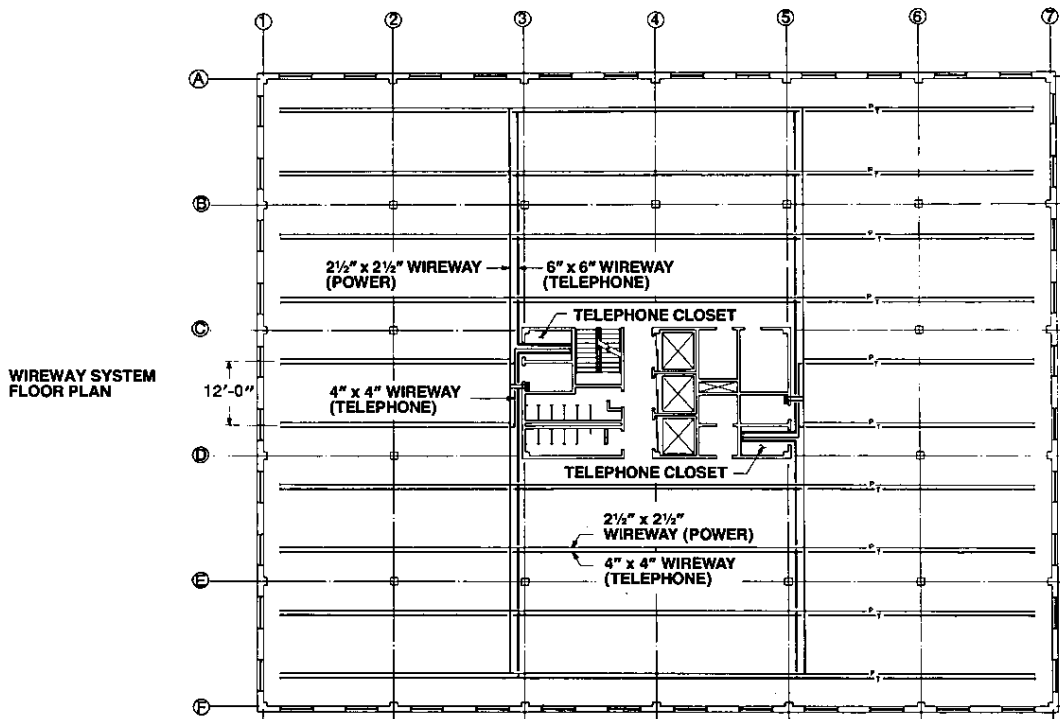 1 2 3 4 5 6 7
A
B
2½" x 2½" WIREWAY
(POWER)
6" x 6" WIREWAY
(TELEPHONE)
TELEPHONE CLOSET
C
WIREWAY SYSTEM
FLOOR PLAN
12'-0"
4" x 4" WIREWAY
(TELEPHONE)
D
TELEPHONE CLOSET
2½" x 2½"
WIREWAY (POWER)
4" x 4" WIREWAY
(TELEPHONE)
E
F
P
T
P
T
P
T
P
T
P
T
P
T
P
T
P
T
P
T
P
T